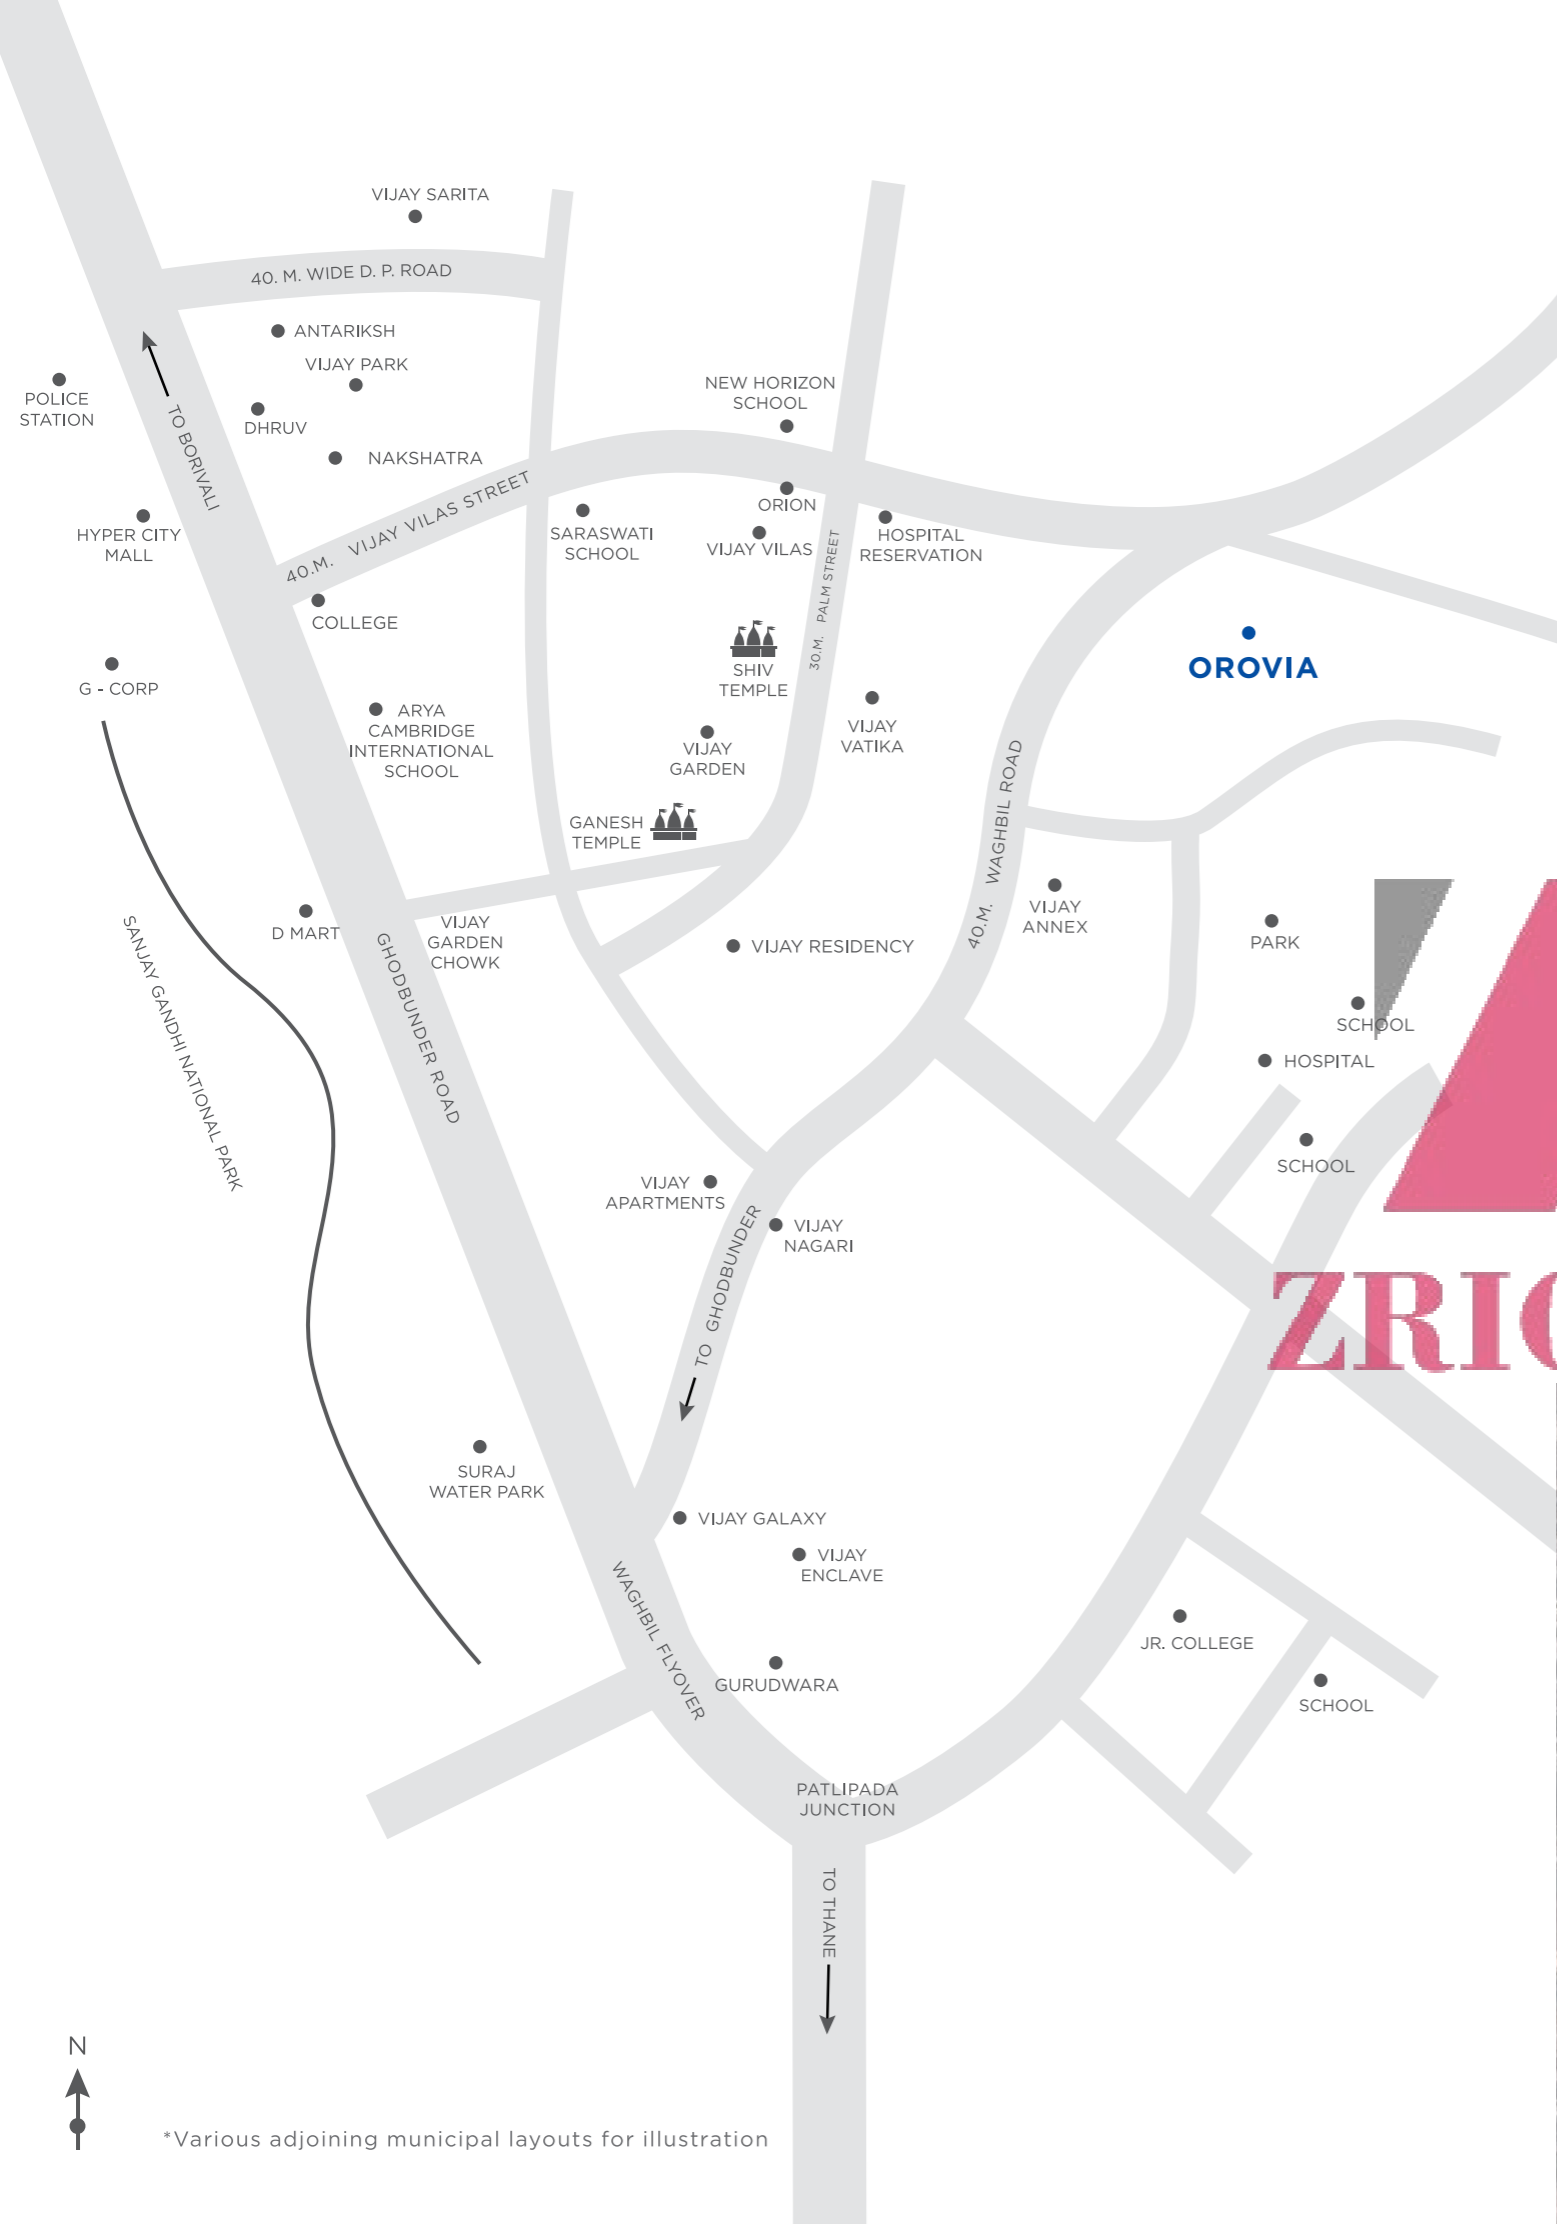 VIJAY SARITA
40. M. WIDE D. P. ROAD
ANTARIKSH
VIJAY PARK
POLICE
STATION
TO BORIVALI
DHRUV
NAKSHATRA
NEW HORIZON
SCHOOL
40.M. VIJAY VILAS STREET
ORION
HYPER CITY
MALL
SARASWATI
SCHOOL
VIJAY VILAS
HOSPITAL
RESERVATION
30.M. PALM STREET
COLLEGE
G - CORP
SHIV
TEMPLE
OROVIA
ARYA
CAMBRIDGE
INTERNATIONAL
SCHOOL
VIJAY
GARDEN
VIJAY
VATIKA
GANESH
TEMPLE
40.M. WAGHBIL ROAD
D MART
VIJAY
GARDEN
CHOWK
VIJAY RESIDENCY
VIJAY
ANNEX
PARK
SANJAY GANDHI NATIONAL PARK
GHODBUNDER ROAD
SCHOOL
HOSPITAL
SCHOOL
VIJAY
APARTMENTS
VIJAY
NAGARI
TO GHODBUNDER
ZRI
SURAJ
WATER PARK
VIJAY GALAXY
VIJAY
ENCLAVE
WAGHBIL FLYOVER
GURUDWARA
JR. COLLEGE
SCHOOL
PATLIPADA
JUNCTION
TO THANE
N
*Various adjoining municipal layouts for illustration